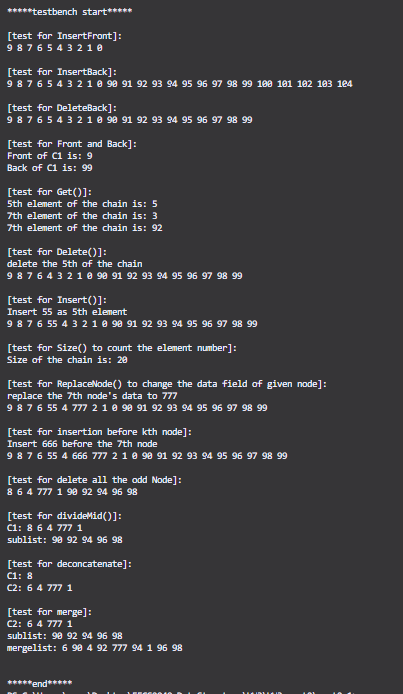 *****testbench start*****
[test for InsertFront]:
9 8 7 6 5 4 3 2 1 0
[test for InsertBack]:
9 8 7 6 5 4 3 2 1 0 90 91 92 93 94 95 96 97 98 99 100 101 102 103 104
[test for DeleteBack]:
9 8 7 6 5 4 3 2 1 0 90 91 92 93 94 95 96 97 98 99
[test for Front and Back]:
Front of C1 is: 9
Back of C1 is: 99
[test for Get()]:
5th element of the chain is: 5
7th element of the chain is: 3
7th element of the chain is: 92
[test for Delete()]:
delete the 5th of the chain
9 8 7 6 4 3 2 1 0 90 91 92 93 94 95 96 97 98 99
[test for Insert()]:
Insert 55 as 5th element
9 8 7 6 55 4 3 2 1 0 90 91 92 93 94 95 96 97 98 99
[test for Size() to count the element number]:
Size of the chain is: 20
[test for ReplaceNode() to change the data field of given node]:
replace the 7th node's data to 777
9 8 7 6 55 4 777 2 1 0 90 91 92 93 94 95 96 97 98 99
[test for insertion before kth node]:
Insert 666 before the 7th node
9 8 7 6 55 4 666 777 2 1 0 90 91 92 93 94 95 96 97 98 99
[test for delete all the odd Node]:
8 6 4 777 1 90 92 94 96 98
[test for divideMid()]:
C1: 8 6 4 777 1
sublist: 90 92 94 96 98
[test for deconcatenate]:
C1: 8
C2: 6 4 777 1
[test for merge]:
C2: 6 4 777 1
sublist: 90 92 94 96 98
mergelist: 6 90 4 92 777 94 1 96 98
*****end*****